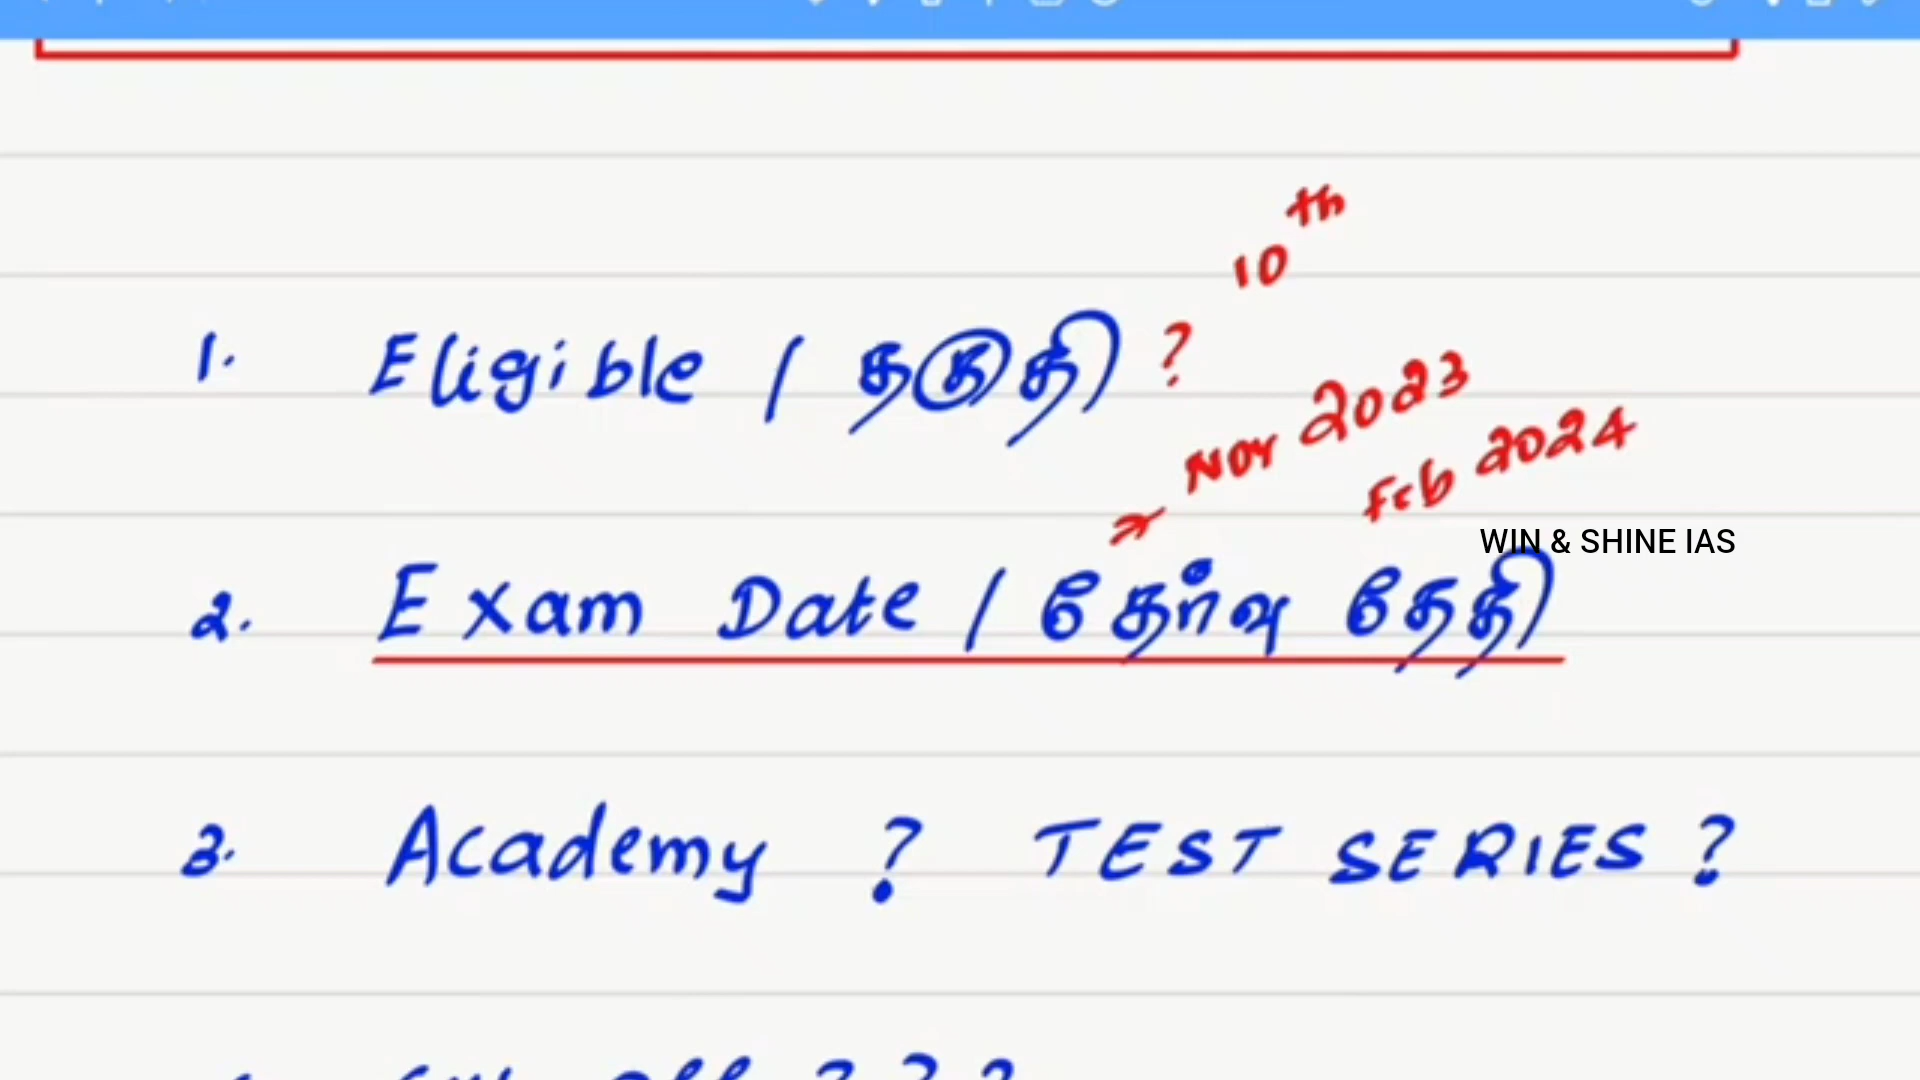 10th
1. Eligible / தகுதி ?
Nov 2023
Feb 2024
WIN & SHINE IAS
2. Exam Date / தேர்வு தேதி
3. Academy ? TEST SERIES ?